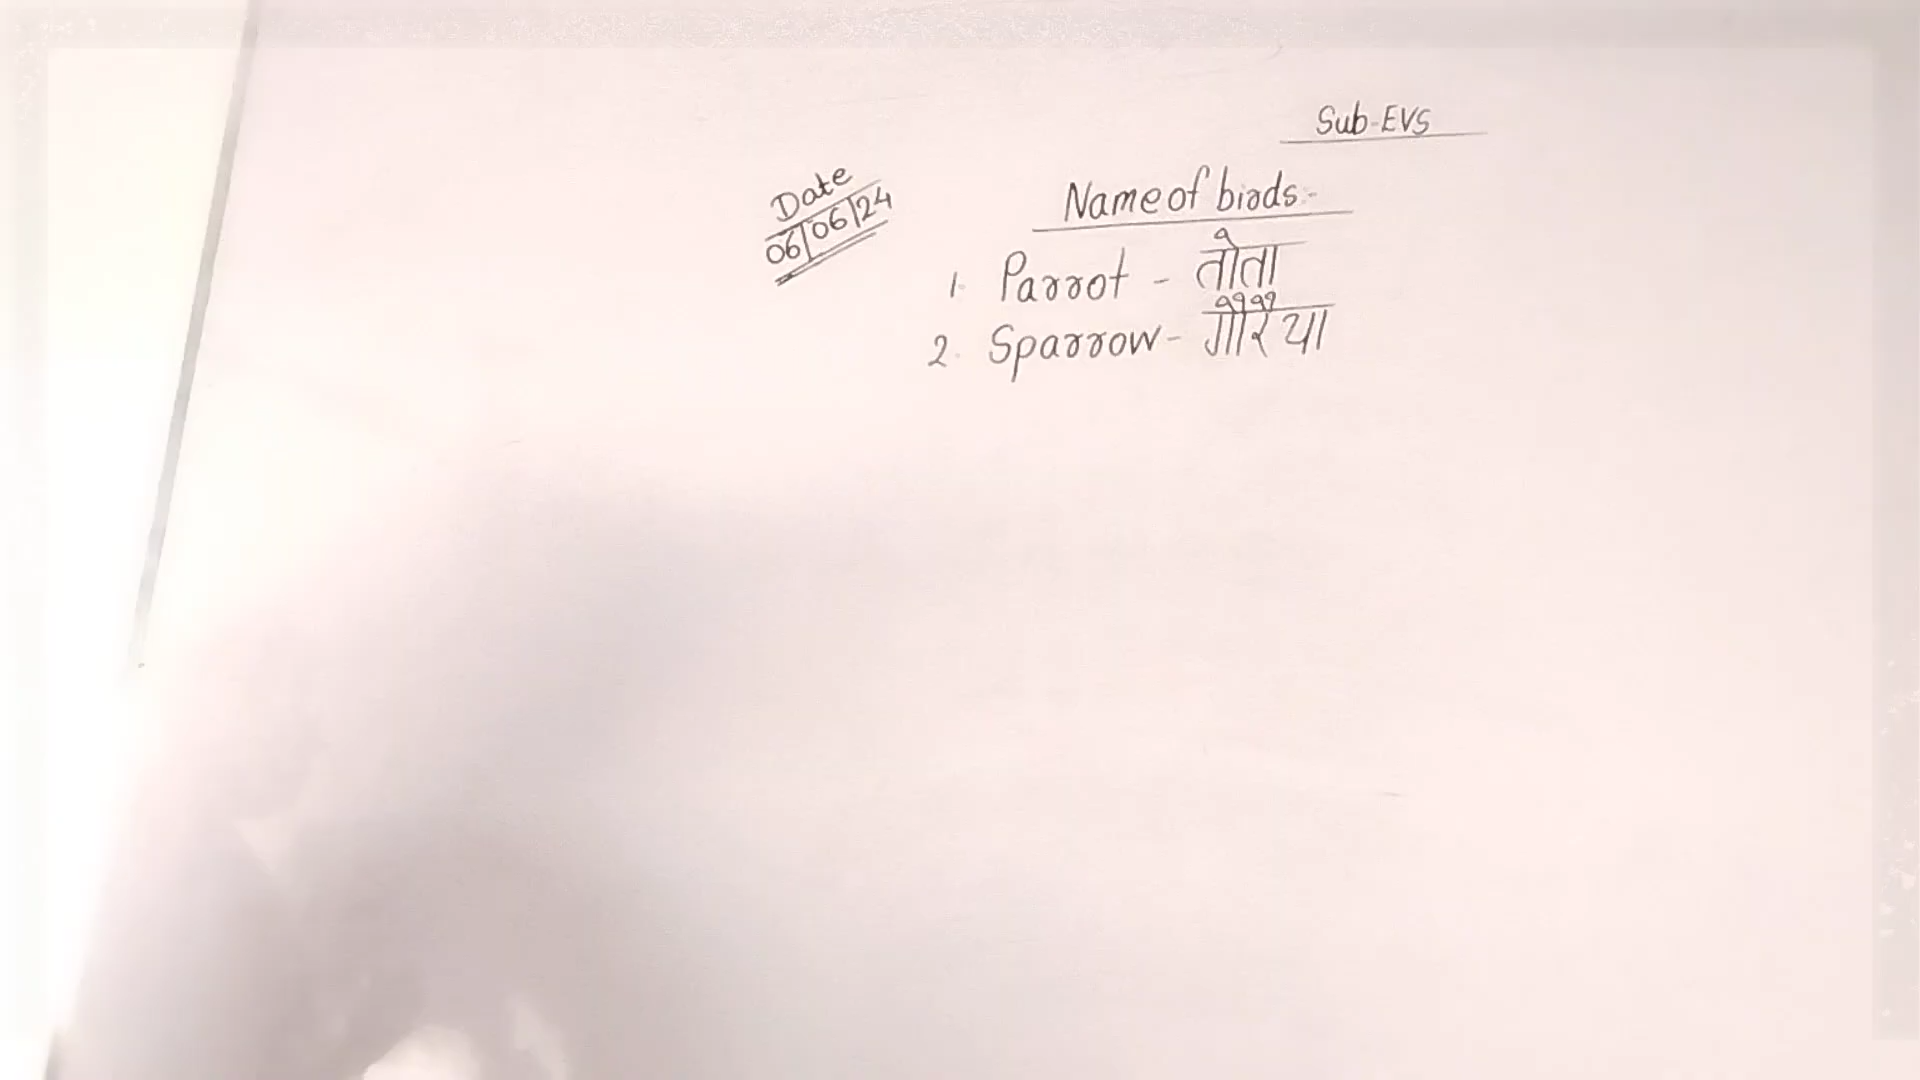 Sub-EVS
Date
06/06/24
Name of birds:-
1. Parrot - तोता
2. Sparrow - गौरैया